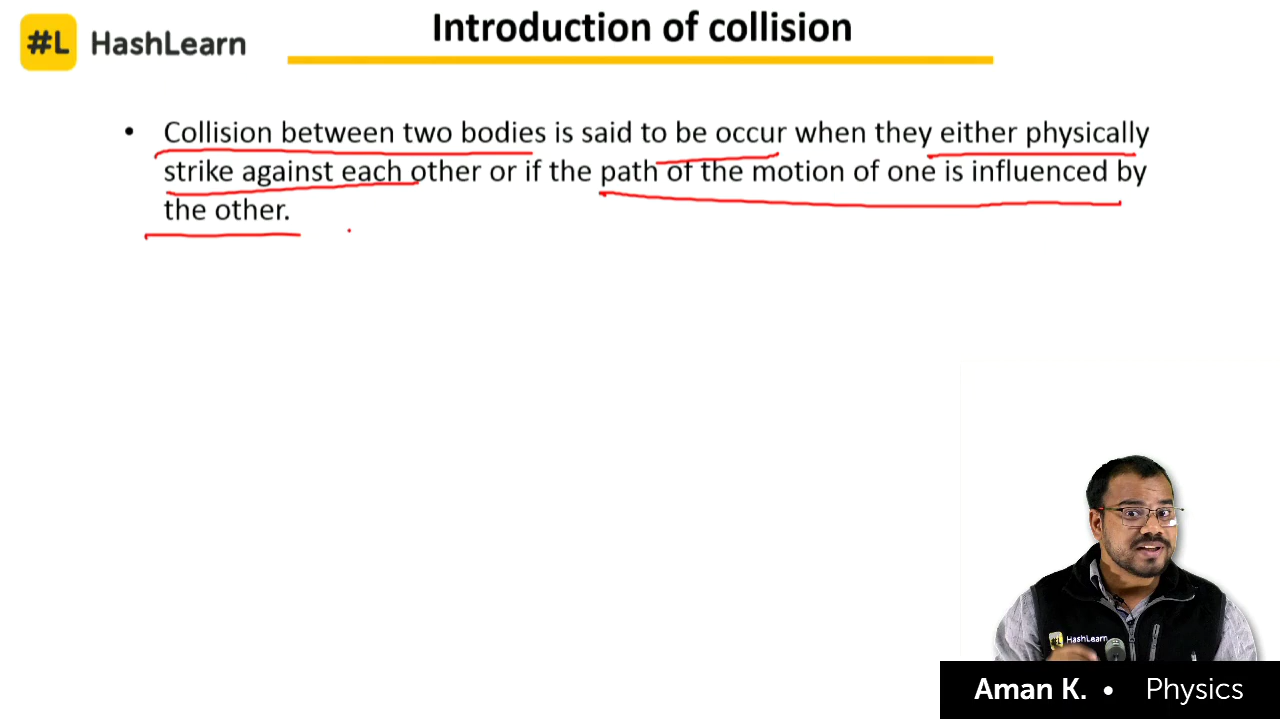 #L HashLearn
Introduction of collision
• Collision between two bodies is said to be occur when they either physically
strike against each other or if the path of the motion of one is influenced by
the other.
#L HashLearn
Aman K. • Physics